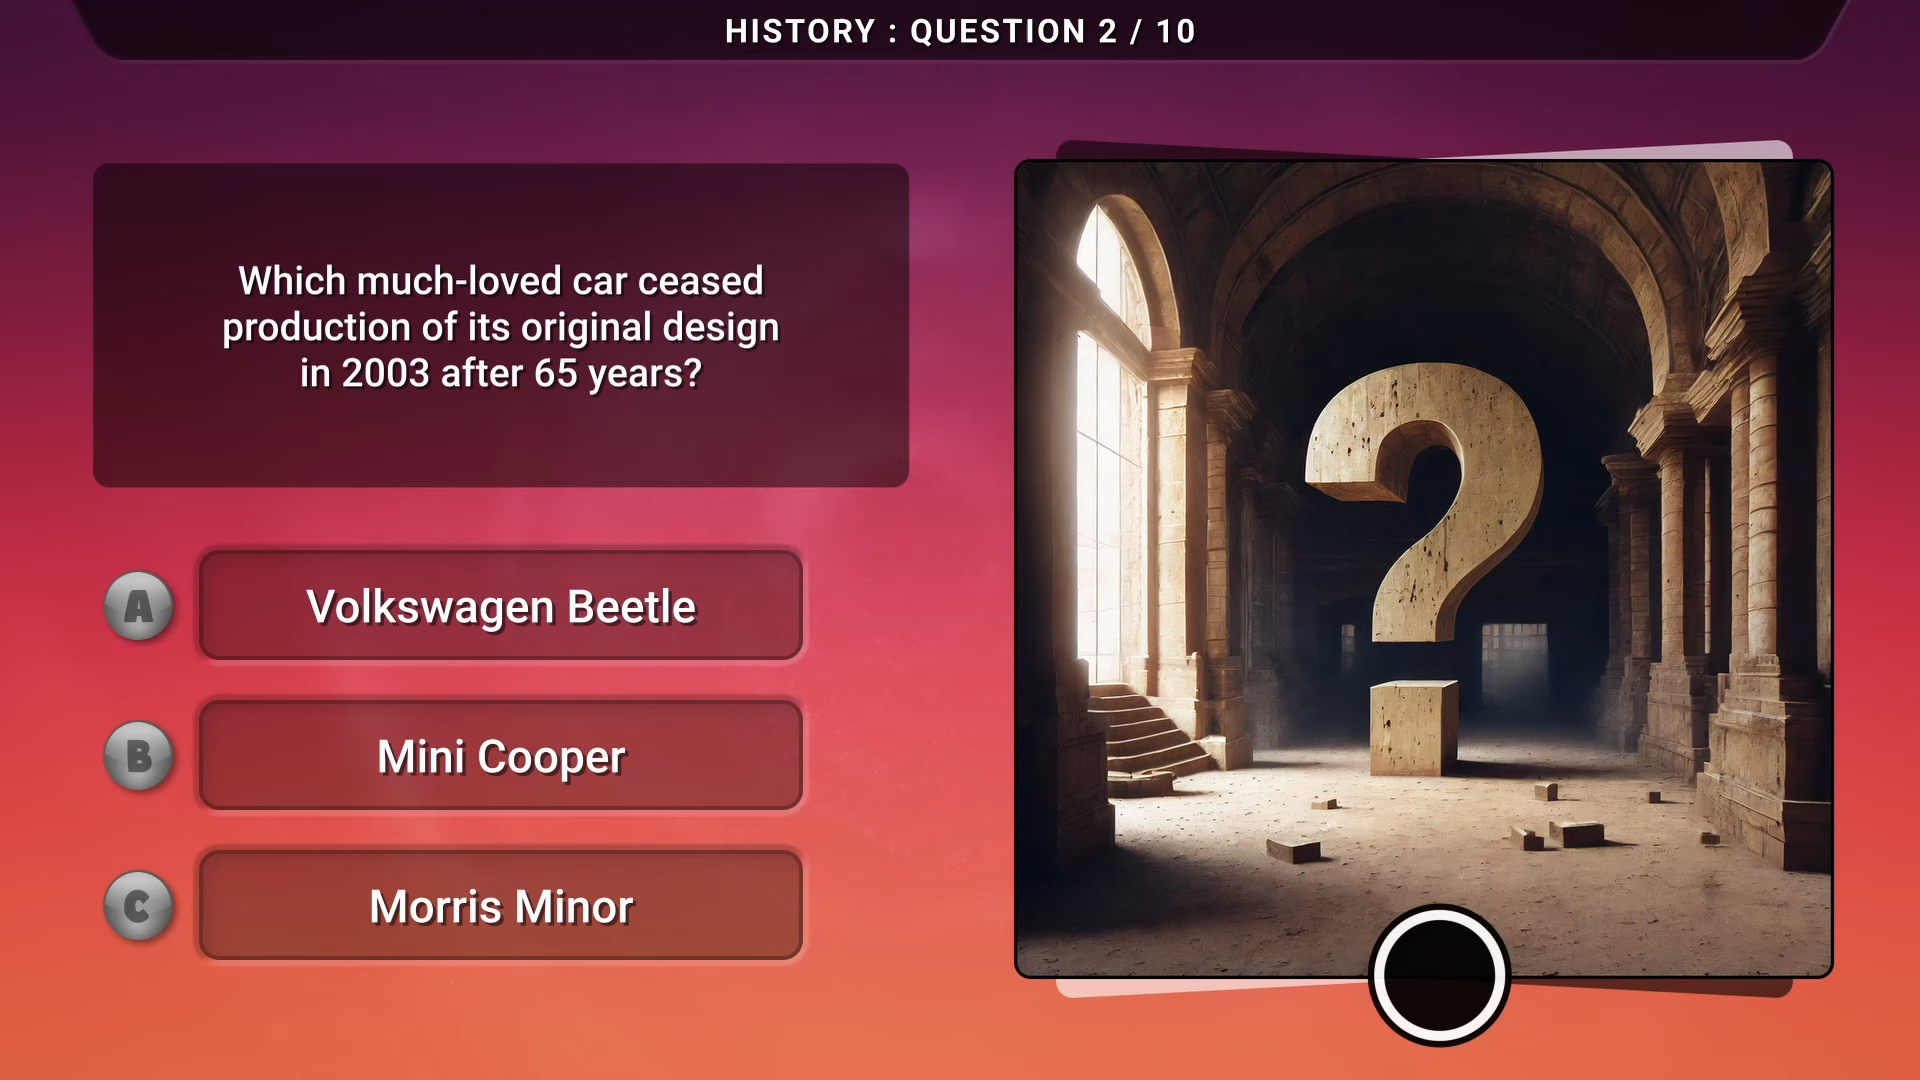 HISTORY : QUESTION 2 / 10
Which much-loved car ceased
production of its original design
in 2003 after 65 years?
A
Volkswagen Beetle
B
Mini Cooper
C
Morris Minor